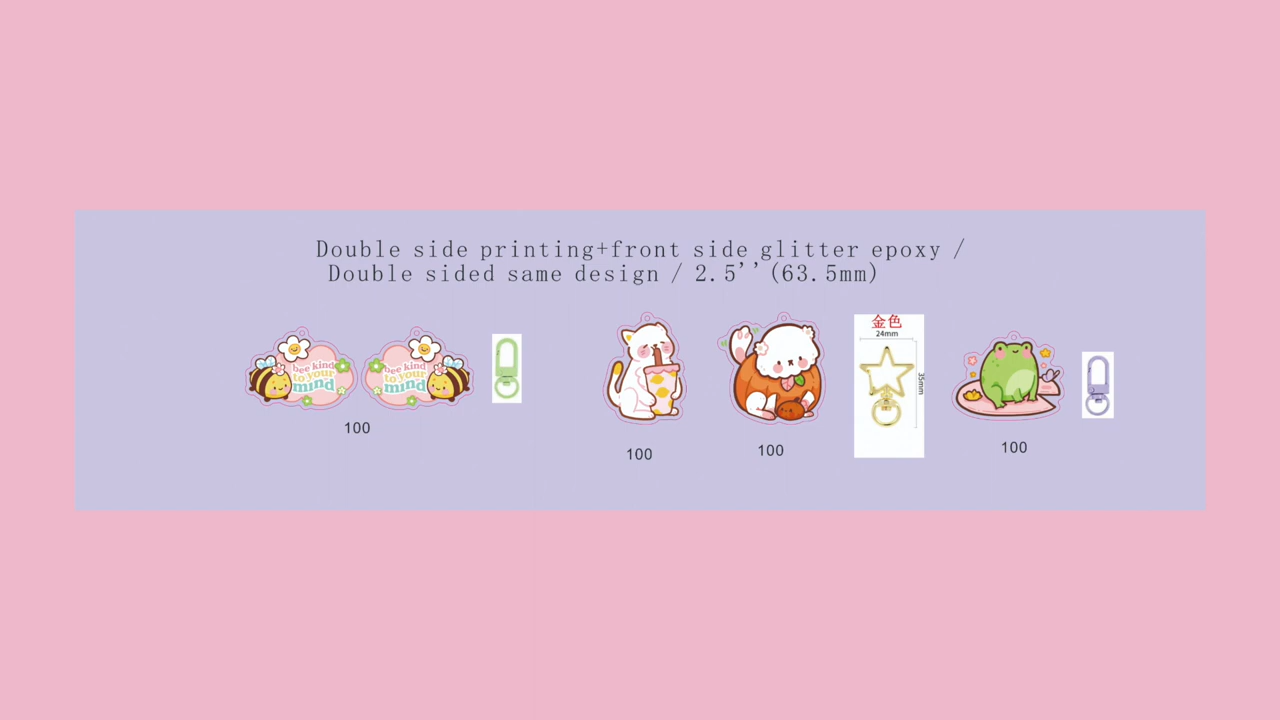 Double side printing+front side glitter epoxy /
Double sided same design / 2.5''(63.5mm)
bee kind
to your
mind
bee kind
to your
mind
100
100
100
金色
24mm
35mm
100